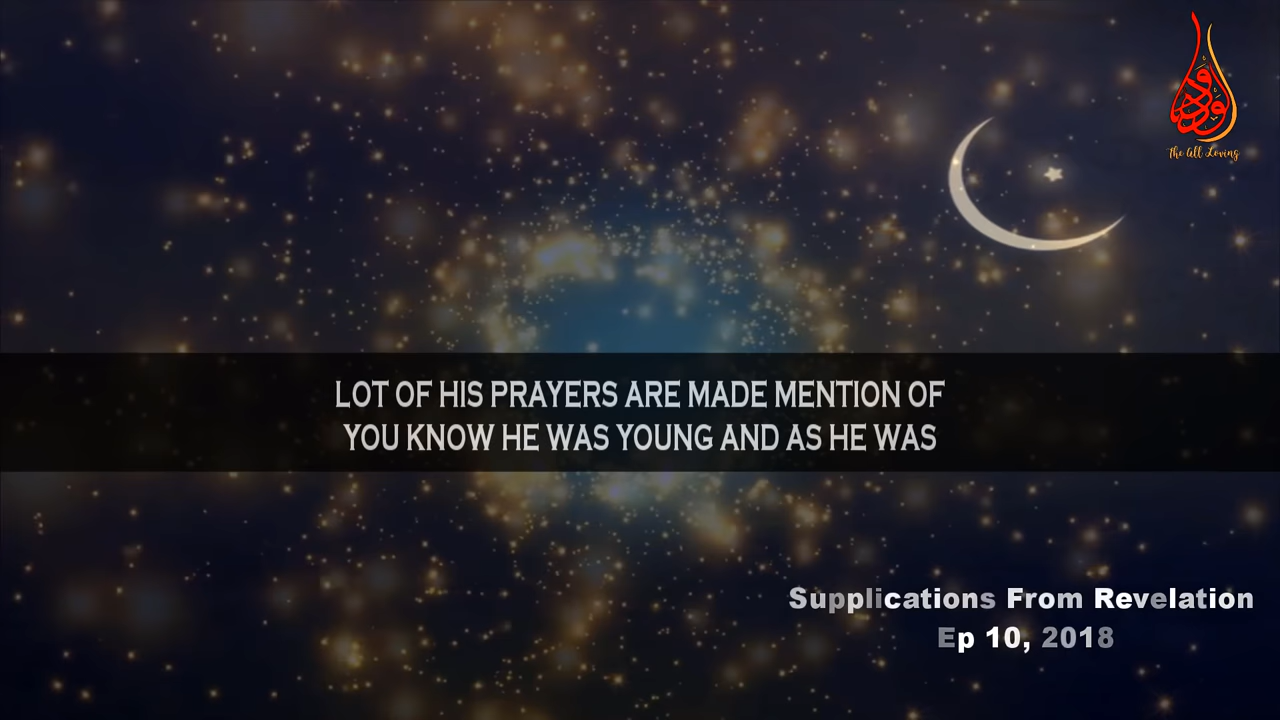 الودود
The All Loving
LOT OF HIS PRAYERS ARE MADE MENTION OF
YOU KNOW HE WAS YOUNG AND AS HE WAS
Supplications From Revelation
Ep 10, 2018